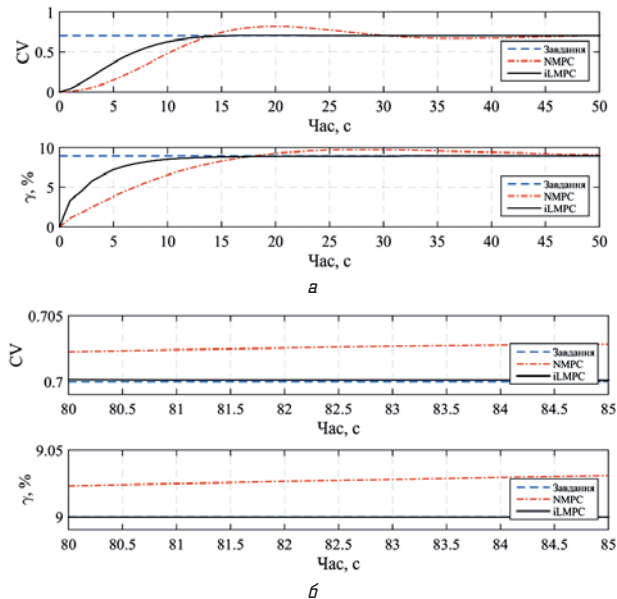 CV
1
0.5
0
0 5 10 15 20 25 30 35 40 45 50
Час, с
Завдання
NMPC
iLMPC
γ, %
10
5
0
0 5 10 15 20 25 30 35 40 45 50
Час, с
Завдання
NMPC
iLMPC
а
CV
0.705
0.7
80 80.5 81 81.5 82 82.5 83 83.5 84 84.5 85
Час, с
Завдання
NMPC
iLMPC
γ, %
9.05
9
80 80.5 81 81.5 82 82.5 83 83.5 84 84.5 85
Час, с
Завдання
NMPC
iLMPC
б